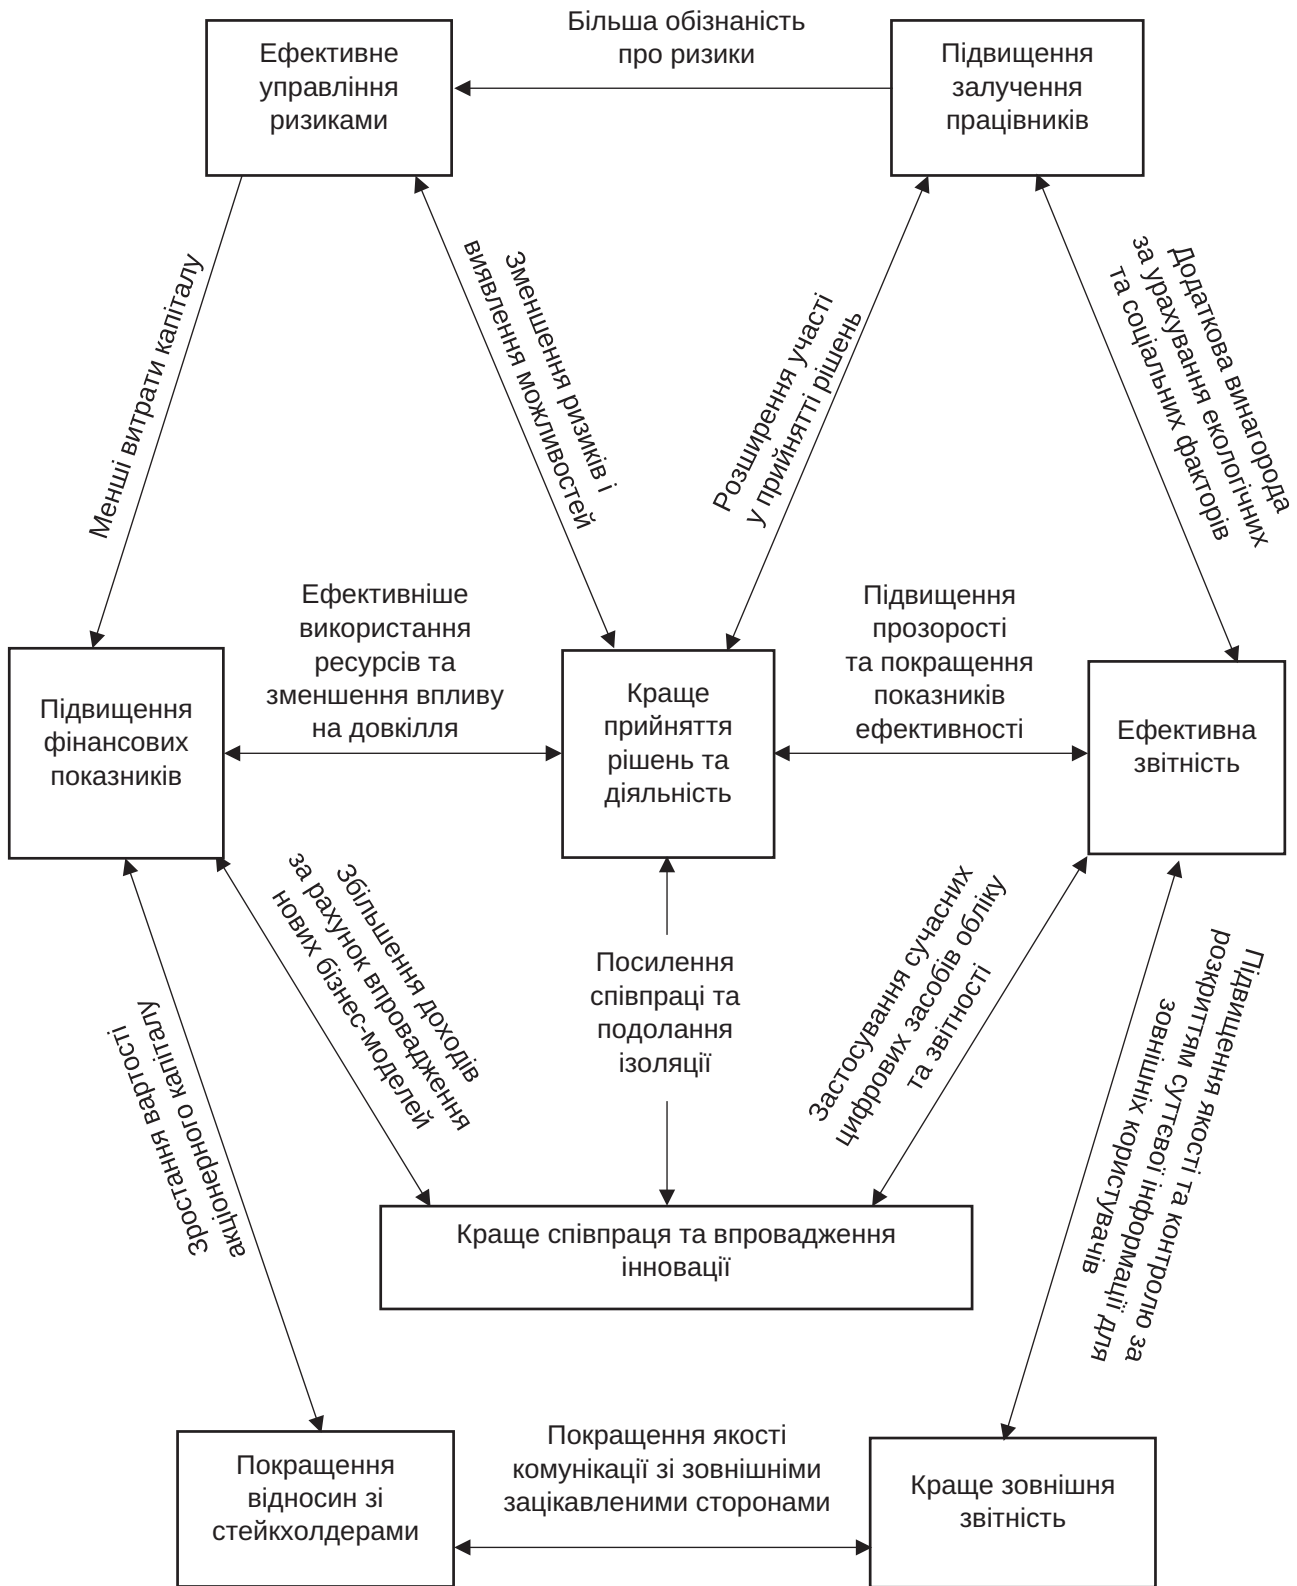 Більша обізнаність
про ризики
Ефективне
управління
ризиками
Підвищення
залучення
працівників
Менші витрати капіталу
Зменшення ризиків і
виявлення можливостей
Розширення участі
у прийнятті рішень
Додаткова винагорода
за урахування екологічних
та соціальних факторів
Ефективніше
використання
ресурсів та
зменшення впливу
на довкілля
Підвищення
прозорості
та покращення
показників
ефективності
Підвищення
фінансових
показників
Краще
прийняття
рішень та
діяльність
Ефективна
звітність
Збільшення доходів
за рахунок впровадження
нових бізнес-моделей
Посилення
співпраці та
подолання
ізоляції
Застосування сучасних
цифрових засобів обліку
та звітності
Зростання вартості
акціонерного капіталу
Підвищення якості та контролю за
розкриттям суттєвої інформації для
зовнішніх користувачів
Краще співпраця та впровадження
інновації
Покращення
відносин зі
стейкхолдерами
Покращення якості
комунікації зі зовнішніми
зацікавленими сторонами
Краще зовнішня
звітність